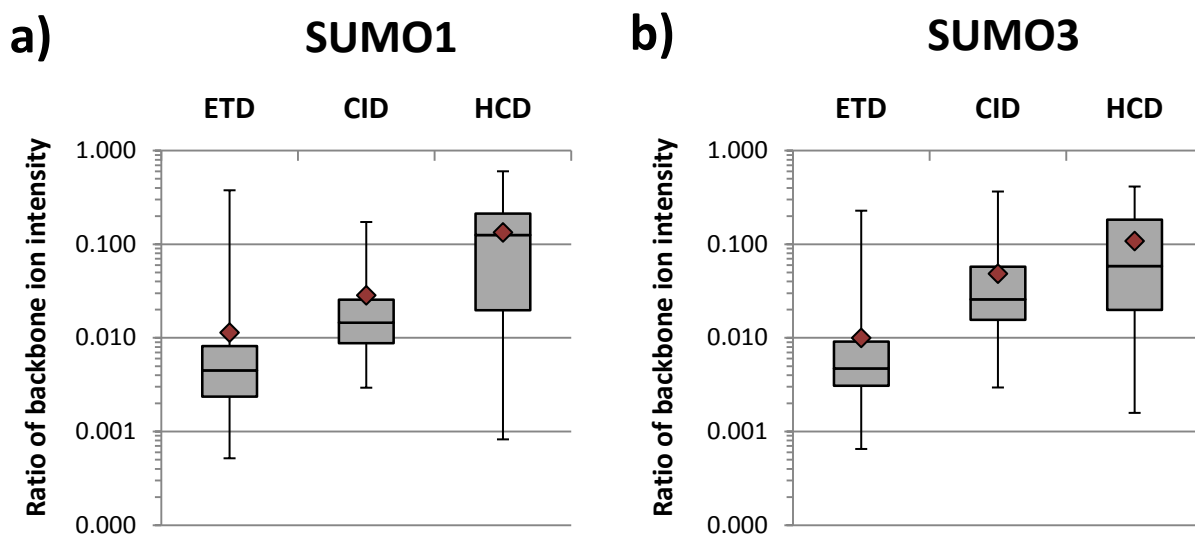 a)
SUMO1
ETD CID HCD
Ratio of backbone ion intensity
1.000
0.100
0.010
0.001
0.000
b)
SUMO3
ETD CID HCD
Ratio of backbone ion intensity
1.000
0.100
0.010
0.001
0.000